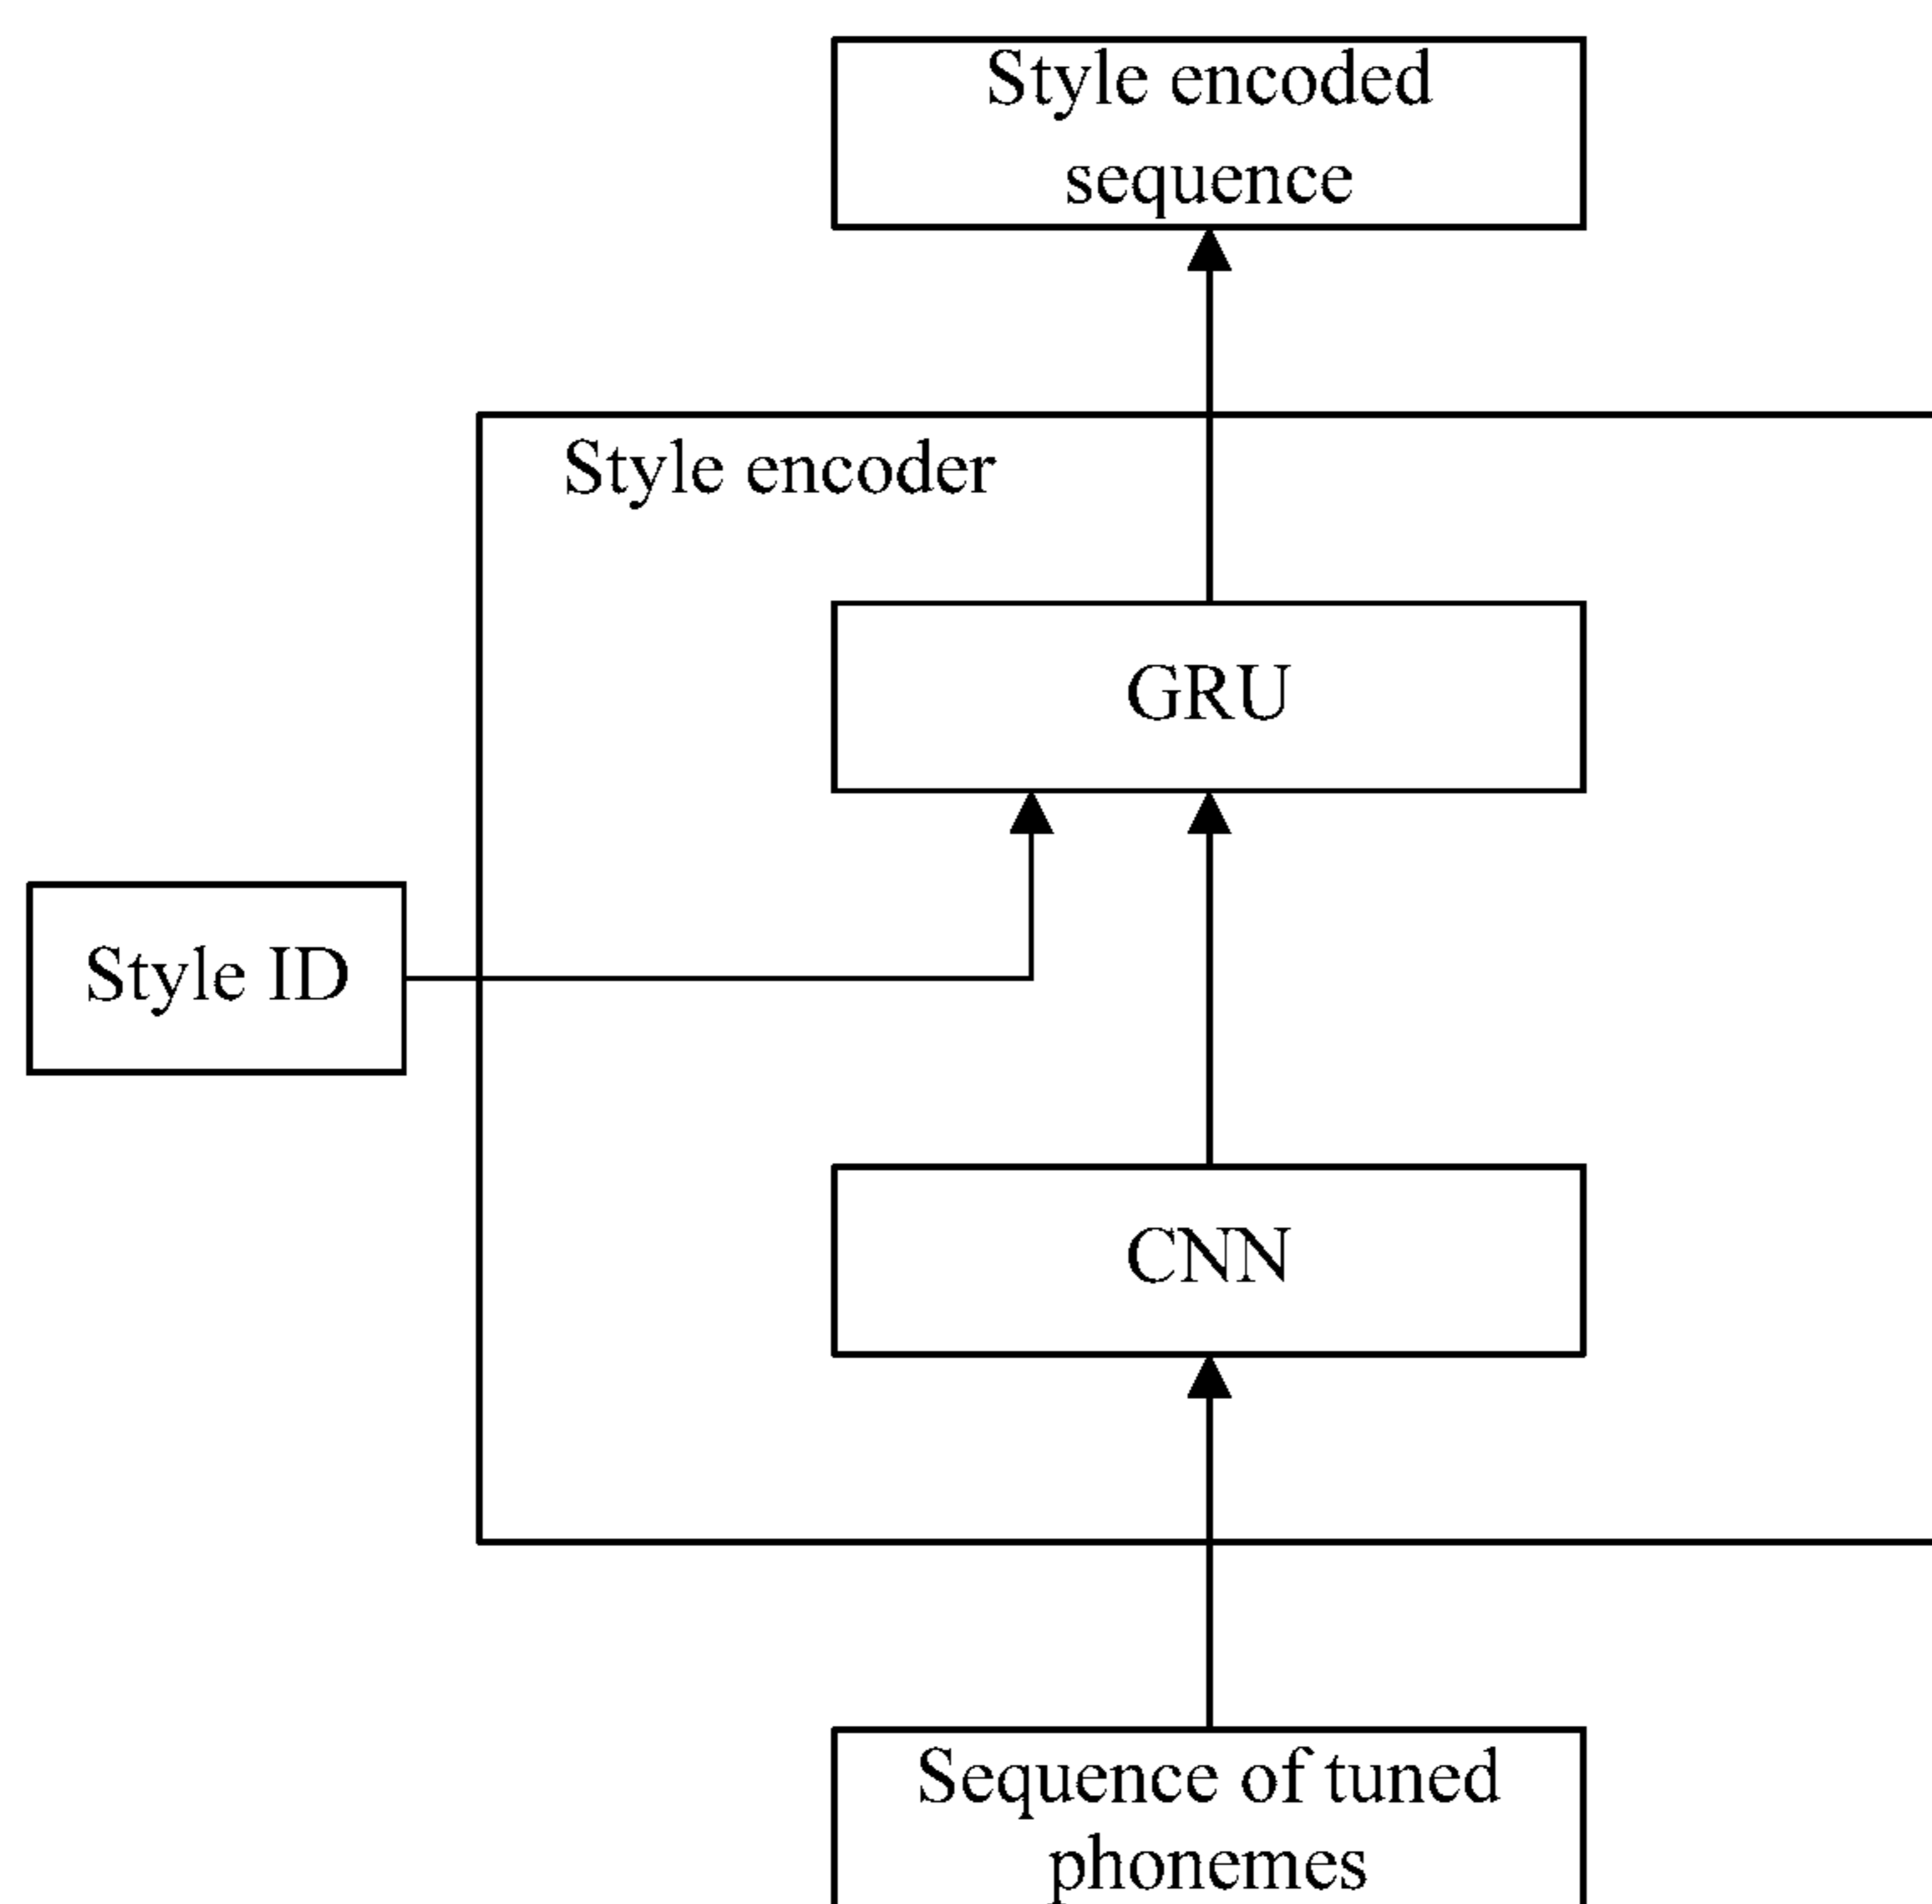 Style encoded
sequence
Style encoder
GRU
Style ID
CNN
Sequence of tuned
phonemes